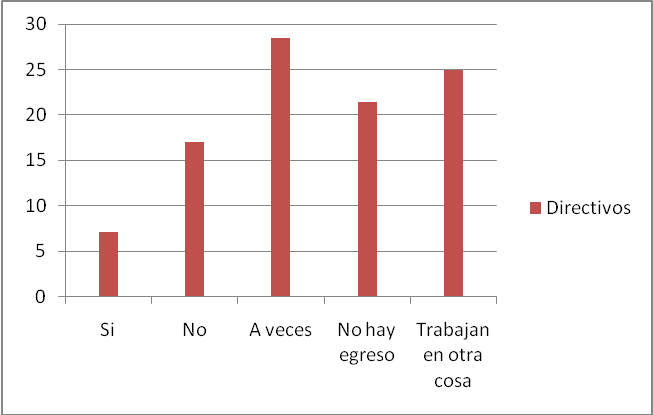 30
25
20
15
10
5
0
Si
No
A veces
No hay
egreso
Trabajan
en otra
cosa
Directivos